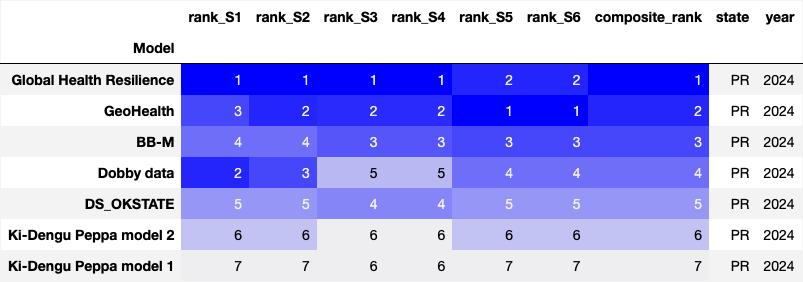 rank_S1 rank_S2 rank_S3 rank_S4 rank_S5 rank_S6 composite_rank state year
Model
Global Health Resilience 1 1 1 1 2 2 1 PR 2024
GeoHealth 3 2 2 2 1 1 2 PR 2024
BB-M 4 4 3 3 3 3 3 PR 2024
Dobby data 2 3 5 5 4 4 4 PR 2024
DS_OKSTATE 5 5 4 4 5 5 5 PR 2024
Ki-Dengu Peppa model 2 6 6 6 6 6 6 6 PR 2024
Ki-Dengu Peppa model 1 7 7 6 6 7 7 7 PR 2024